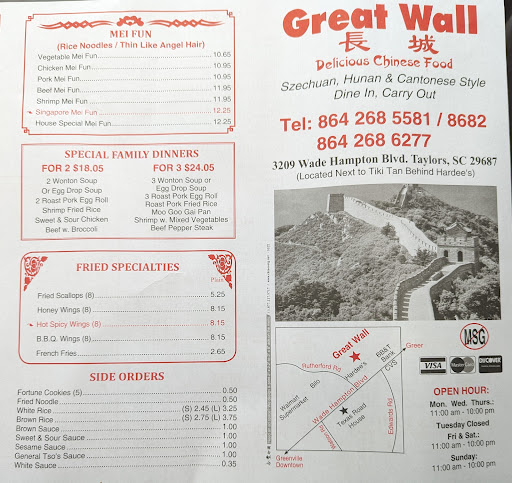 MEI FUN
(Rice Noodles / Thin Like Angel Hair)
Vegetable Mei Fun 10.65
Chicken Mei Fun 10.95
Pork Mei Fun 10.95
Beef Mei Fun 11.95
Shrimp Mei Fun 11.95
Singapore Mei Fun 12.25
House Special Mei Fun 12.25
SPECIAL FAMILY DINNERS
FOR 2 $18.05
2 Wonton Soup
Or Egg Drop Soup
2 Roast Pork Egg Roll
Shrimp Fried Rice
Sweet & Sour Chicken
Beef w. Broccoli
FOR 3 $24.05
3 Wonton Soup or
Egg Drop Soup
3 Roast Pork Egg Roll
Roast Pork Fried Rice
Moo Goo Gai Pan
Shrimp w. Mixed Vegetables
Beef Pepper Steak
FRIED SPECIALTIES
Plain
Fried Scallops (8) 5.25
Honey Wings (8) 8.15
Hot Spicy Wings (8) 8.15
B.B.Q. Wings (8) 8.15
French Fries 2.65
SIDE ORDERS
Fortune Cookies (5) 0.50
Fried Noodle 0.50
White Rice (S) 2.45 (L) 3.25
Brown Rice (S) 2.75 (L) 3.75
Brown Sauce 1.00
Sweet & Sour Sauce 1.00
Sesame Sauce 1.00
General Tso's Sauce 1.00
White Sauce 0.35
Great Wall
長城
Delicious Chinese Food
Szechuan, Hunan & Cantonese Style
Dine In, Carry Out
Tel: 864 268 5581 / 8682
864 268 6277
3209 Wade Hampton Blvd. Taylors, SC 29687
(Located Next to Tiki Tan Behind Hardee's)
Great Wall
Hardee's
BB&T Bank
CVS
Greer
Rutherford Rd
Bilo
Walmart Supermarket
Wade Hampton Blvd
Texas Road House
Edwards Rd
Greenville
Downtown
MSG
VISA
MasterCard
DISCOVER
OPEN HOUR:
Mon. Wed. Thurs.:
11:00 am - 10:00 pm
Tuesday Closed
Fri & Sat.:
11:00 am - 10:00 pm
Sunday:
11:00 am - 10:00 pm